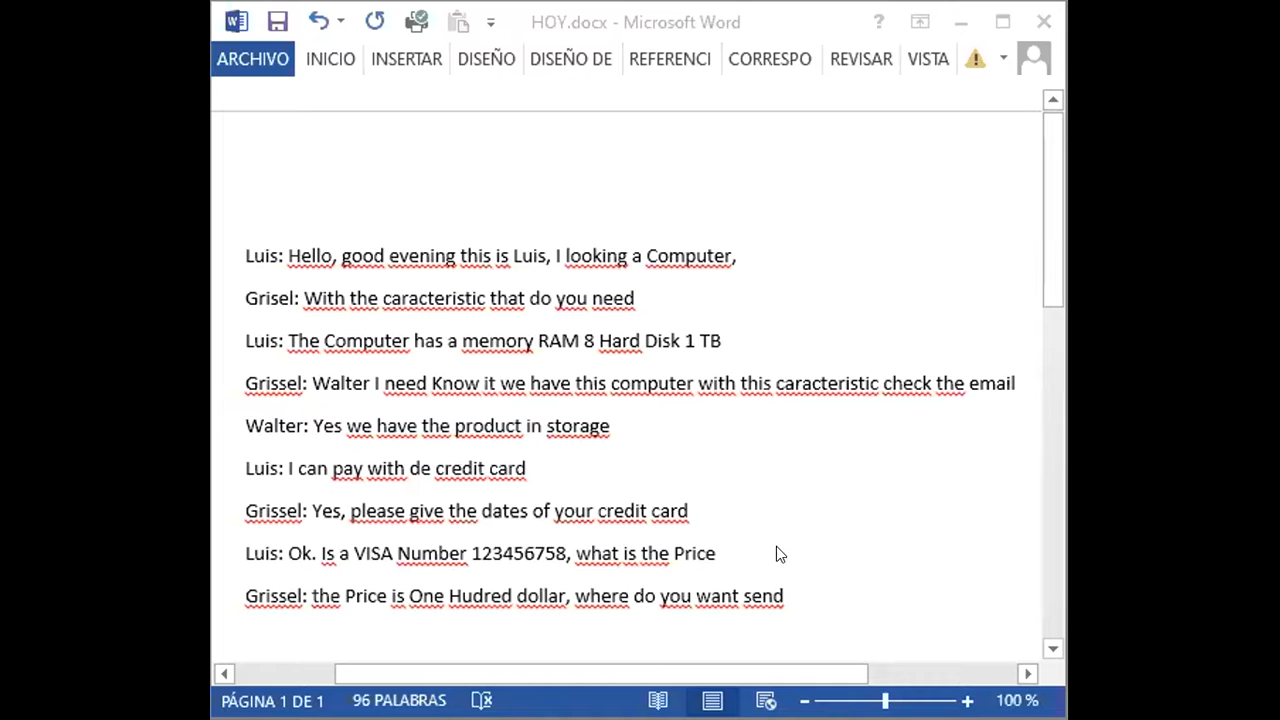 HOY.docx - Microsoft Word
?
ARCHIVO INICIO INSERTAR DISEÑO DISEÑO DE REFERENCI CORRESPO REVISAR VISTA
Luis: Hello, good evening this is Luis, I looking a Computer,
Grisel: With the caracteristic that do you need
Luis: The Computer has a memory RAM 8 Hard Disk 1 TB
Grissel: Walter I need Know it we have this computer with this caracteristic check the email
Walter: Yes we have the product in storage
Luis: I can pay with de credit card
Grissel: Yes, please give the dates of your credit card
Luis: Ok. Is a VISA Number 123456758, what is the Price
Grissel: the Price is One Hudred dollar, where do you want send
PÁGINA 1 DE 1 96 PALABRAS 100 %